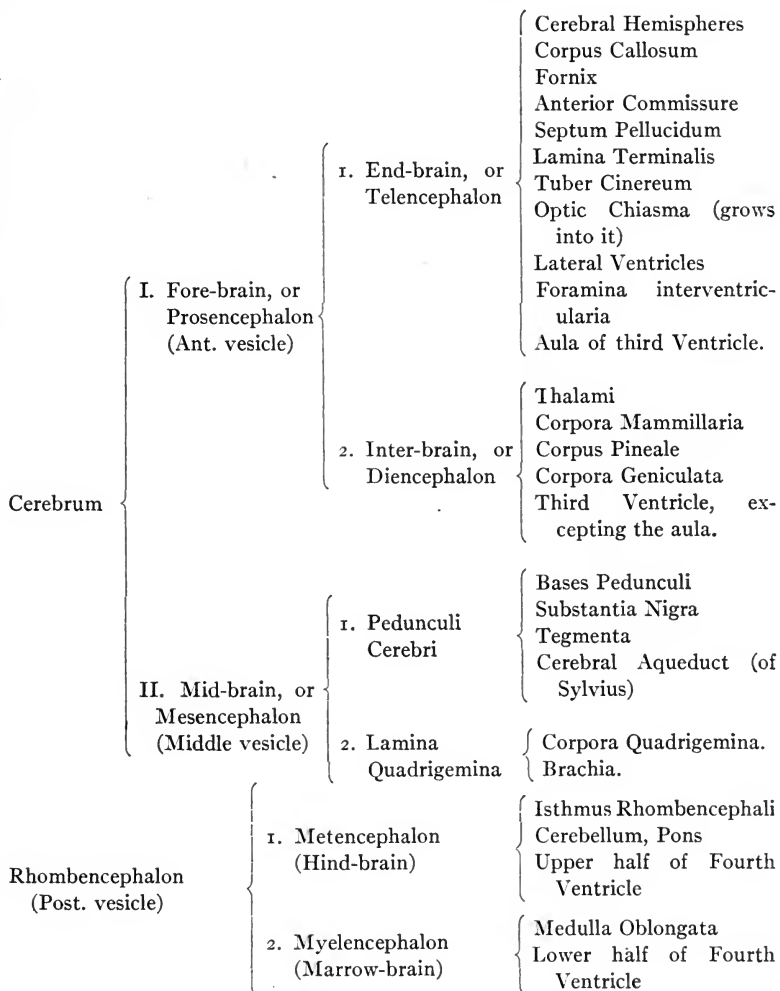 Cerebrum
I. Fore-brain, or
Prosencephalon
(Ant. vesicle)
1. End-brain, or
Telencephalon
Cerebral Hemispheres
Corpus Callosum
Fornix
Anterior Commissure
Septum Pellucidum
Lamina Terminalis
Tuber Cinereum
Optic Chiasma (grows
into it)
Lateral Ventricles
Foramina interventric-
ularia
Aula of third Ventricle.
2. Inter-brain, or
Diencephalon
Thalami
Corpora Mammillaria
Corpus Pineale
Corpora Geniculata
Third Ventricle, ex-
cepting the aula.
II. Mid-brain, or
Mesencephalon
(Middle vesicle)
1. Pedunculi
Cerebri
Bases Pedunculi
Substantia Nigra
Tegmenta
Cerebral Aqueduct (of
Sylvius)
2. Lamina
Quadrigemina
Corpora Quadrigemina.
Brachia.
Rhombencephalon
(Post. vesicle)
1. Metencephalon
(Hind-brain)
Isthmus Rhombencephali
Cerebellum, Pons
Upper half of Fourth
Ventricle
2. Myelencephalon
(Marrow-brain)
Medulla Oblongata
Lower half of Fourth
Ventricle